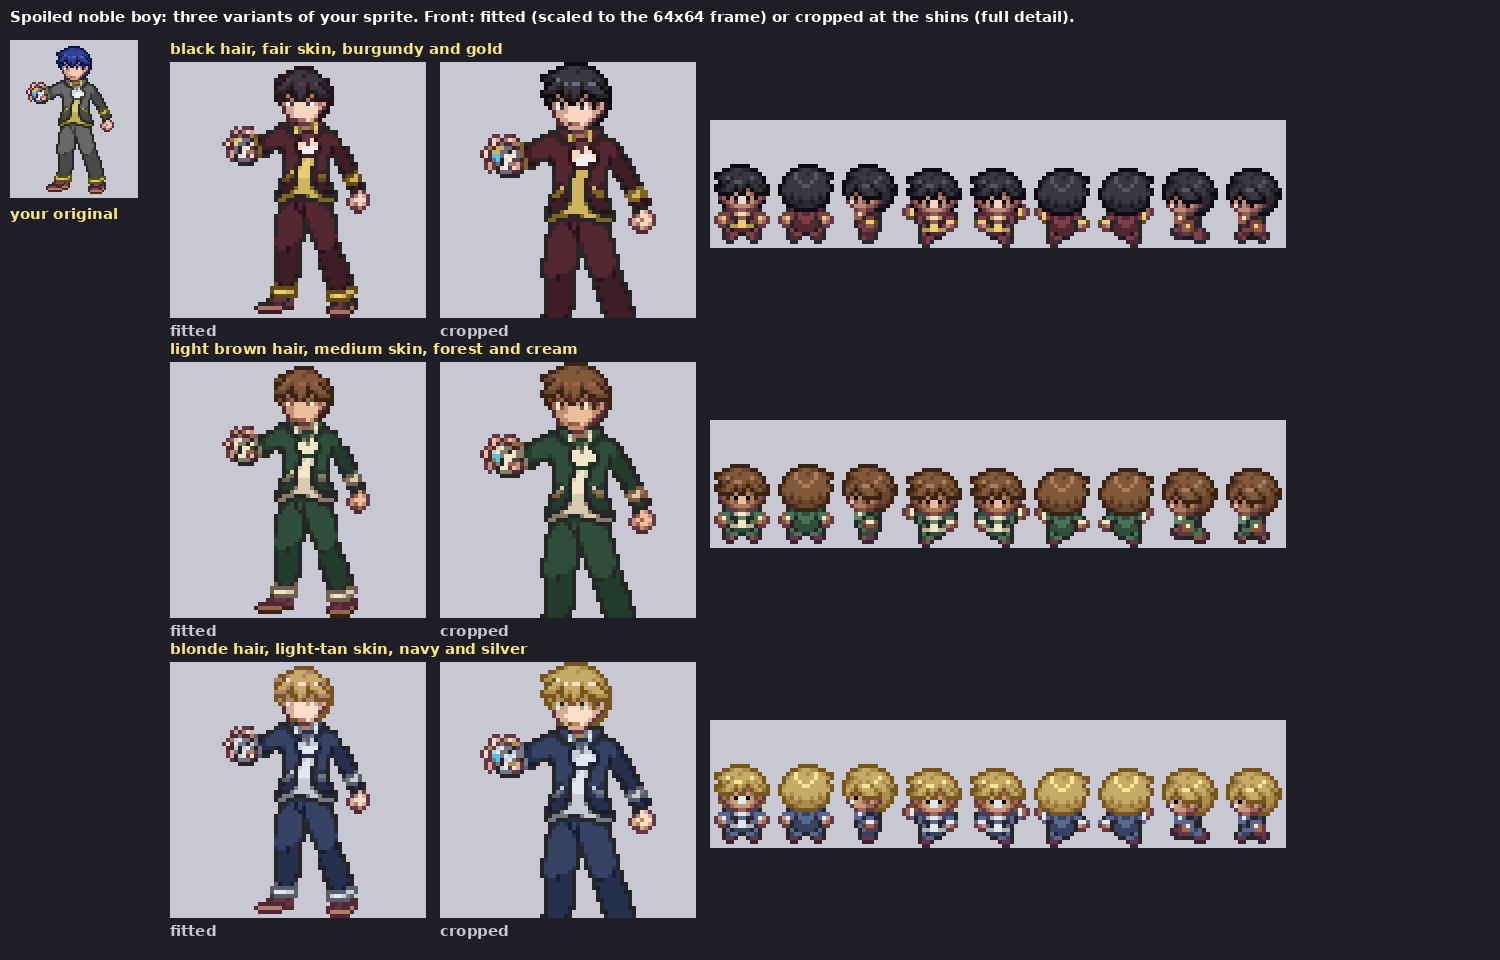 Spoiled noble boy: three variants of your sprite. Front: fitted (scaled to the 64x64 frame) or cropped at the shins (full detail).
your original
black hair, fair skin, burgundy and gold
fitted
cropped
light brown hair, medium skin, forest and cream
fitted
cropped
blonde hair, light-tan skin, navy and silver
fitted
cropped